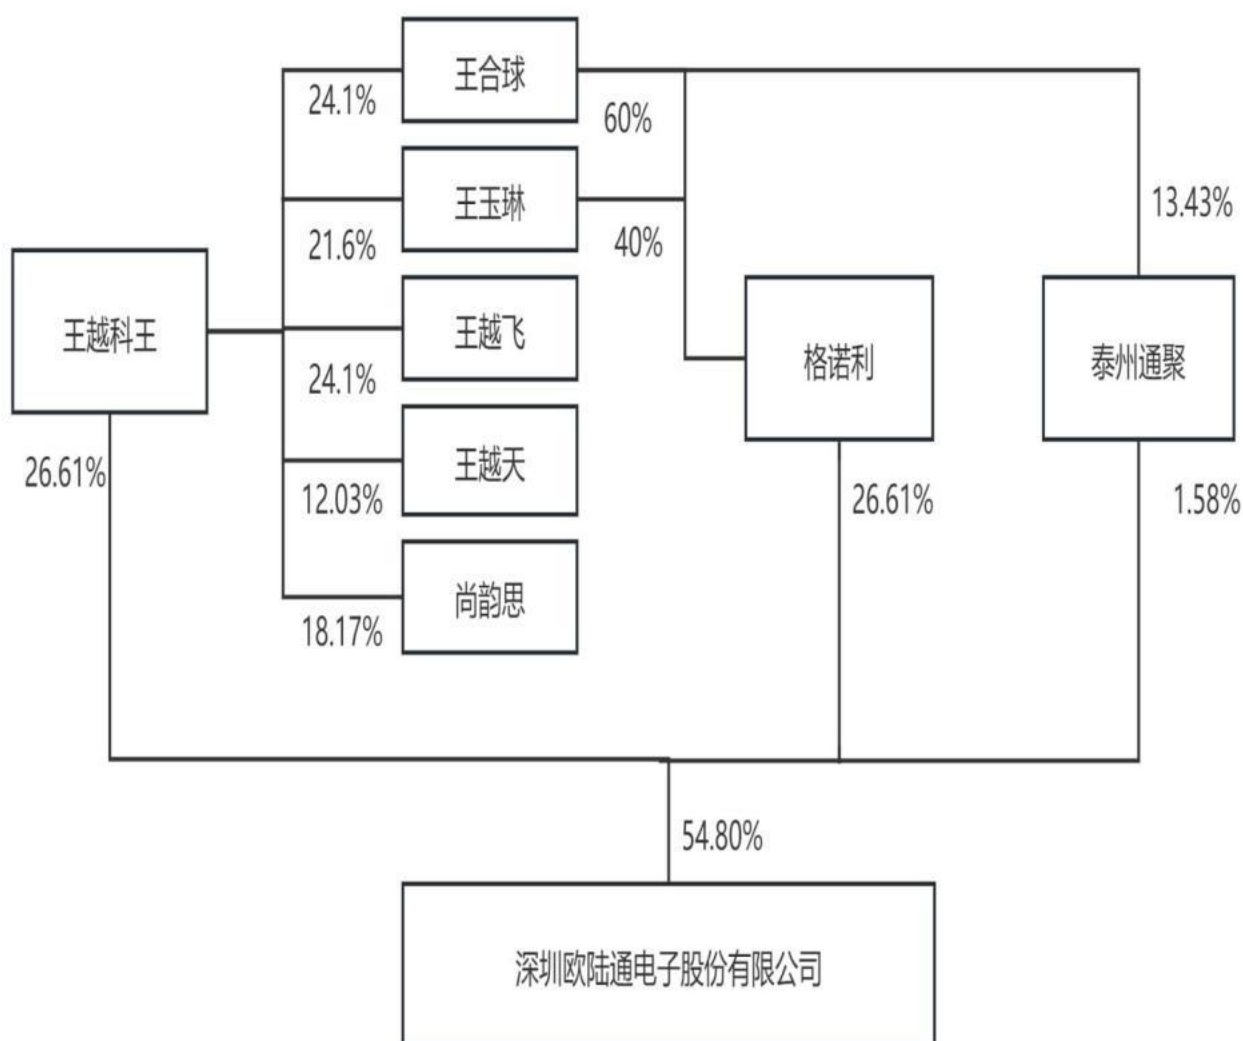 王合球
24.1%
60%
王玉琳
13.43%
21.6%
40%
王越科王
王越飞
格诺利
泰州通聚
24.1%
王越天
26.61%
12.03%
26.61%
1.58%
尚韵思
18.17%
54.80%
深圳欧陆通电子股份有限公司